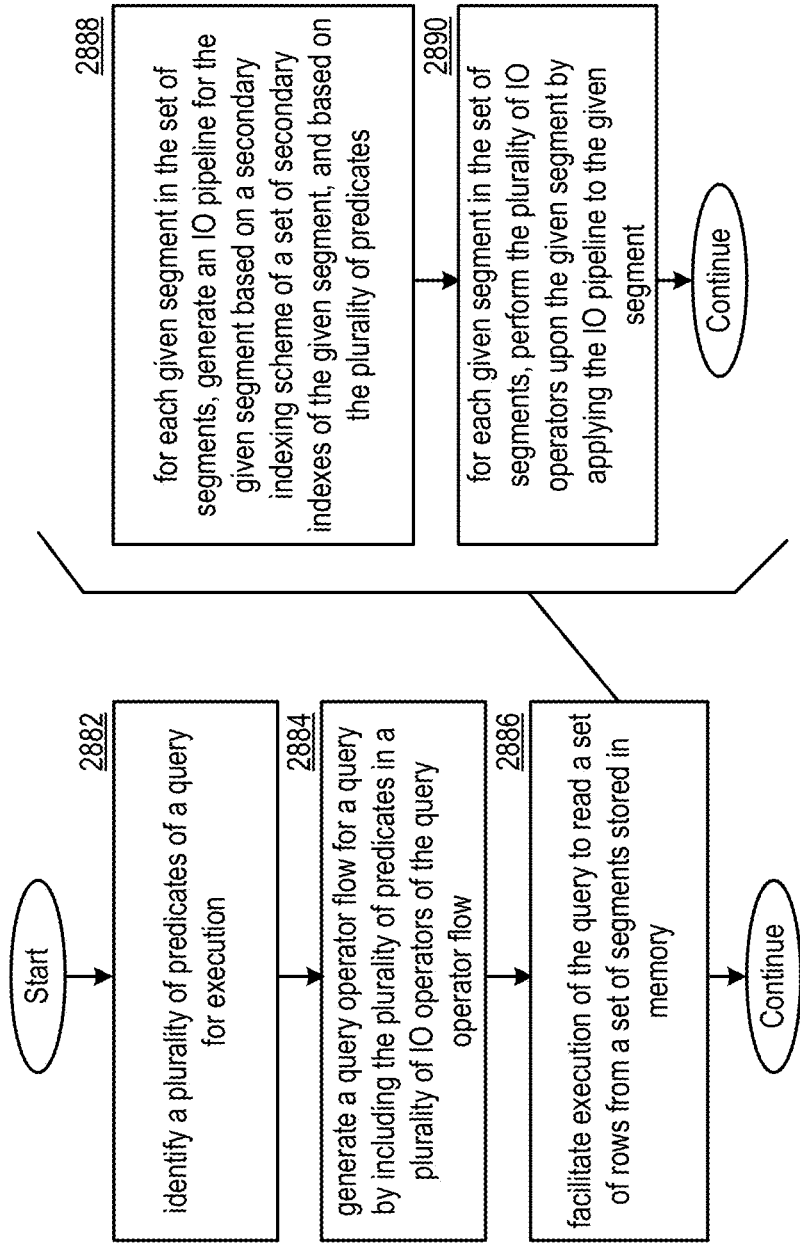 Start
2882
identify a plurality of predicates of a query
for execution
2884
generate a query operator flow for a query
by including the plurality of predicates in a
plurality of IO operators of the query
operator flow
2886
facilitate execution of the query to read a set
of rows from a set of segments stored in
memory
Continue
2888
for each given segment in the set of
segments, generate an IO pipeline for the
given segment based on a secondary
indexing scheme of a set of secondary
indexes of the given segment, and based on
the plurality of predicates
2890
for each given segment in the set of
segments, perform the plurality of IO
operators upon the given segment by
applying the IO pipeline to the given
segment
Continue